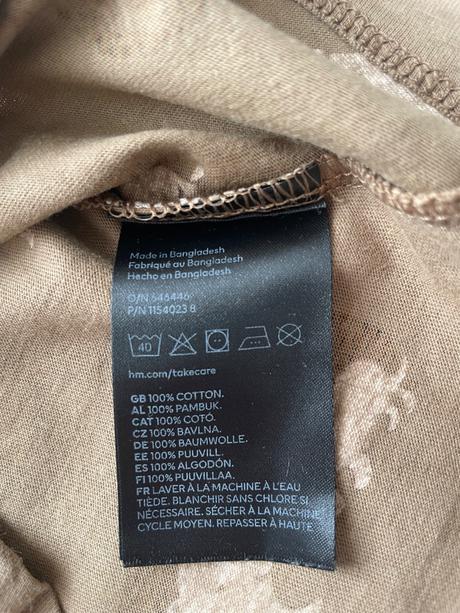 Made in Bangladesh
Fabriqué au Bangladesh
Hecho en Bangladesh
O/N 646446
P/N 1154023 8
40
hm.com/takecare
GB 100% COTTON.
AL 100% PAMBUK.
CAT 100% COTÓ.
CZ 100% BAVLNA.
DE 100% BAUMWOLLE.
EE 100% PUUVILL.
ES 100% ALGODÓN.
FI 100% PUUVILLAA.
FR LAVER À LA MACHINE À L'EAU
TIÈDE. BLANCHIR SANS CHLORE SI
NÉCESSAIRE. SÉCHER À LA MACHINE
CYCLE MOYEN. REPASSER À HAUTE